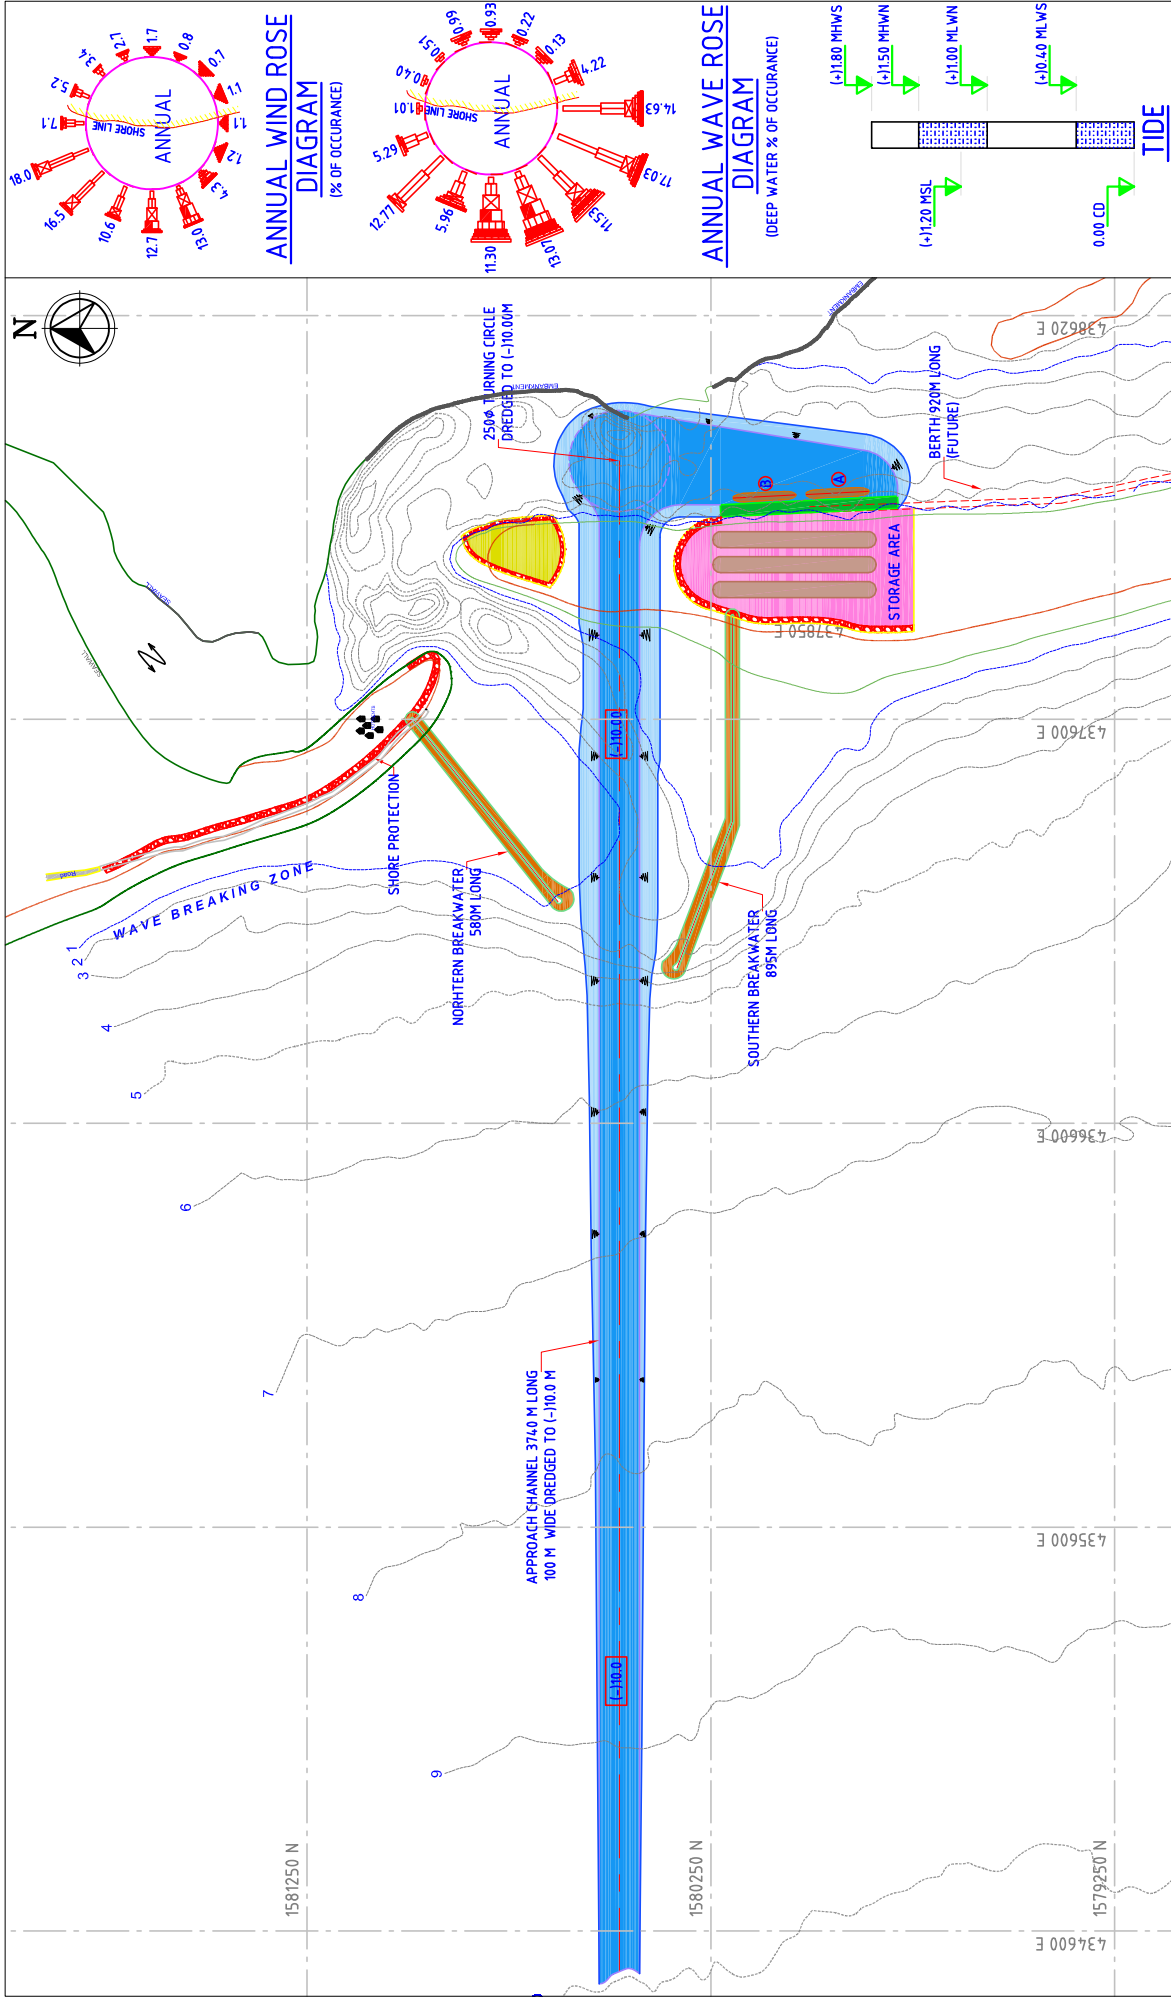 0.93
0.99
0.22
0.51
0.13
0.40
4.22
1.01
14.63
5.29
17.03
12.77
11.53
5.96
13.07
11.30
SHORE LINE
ANNUAL
1.7
2.7
0.8
3.4
0.7
5.2
1.1
7.1
1.1
18.0
1.2
16.5
4.3
10.6
13.0
12.7
SHORE LINE
ANNUAL
ANNUAL WIND ROSE
DIAGRAM
(% OF OCCURANCE)
ANNUAL WAVE ROSE
DIAGRAM
(DEEP WATER % OF OCCURANCE)
(+)1.80 MHWS
(+)1.50 MHWN
(+)1.00 MLWN
(+)0.40 MLWS
(+)1.20 MSL
0.00 CD
TIDE
N
438620 E
EMBANKMENT
EMBANKMENT
250Φ TURNING CIRCLE
DREDGED TO (-)10.00M
BERTH 920M LONG
(FUTURE)
B
A
STORAGE AREA
437850 E
SEAWALL
SEAWALL
437600 E
(-)10.00
SHORE PROTECTION
Road
WAVE BREAKING ZONE
NORHTERN BREAKWATER
580M LONG
SOUTHERN BREAKWATER
895M LONG
1
2
3
4
5
6
7
8
9
436600 E
APPROACH CHANNEL 3740 M LONG
100 M WIDE DREDGED TO (-)10.0 M
435600 E
(-)10.0
1581250 N
1580250 N
1579250 N
434600 E